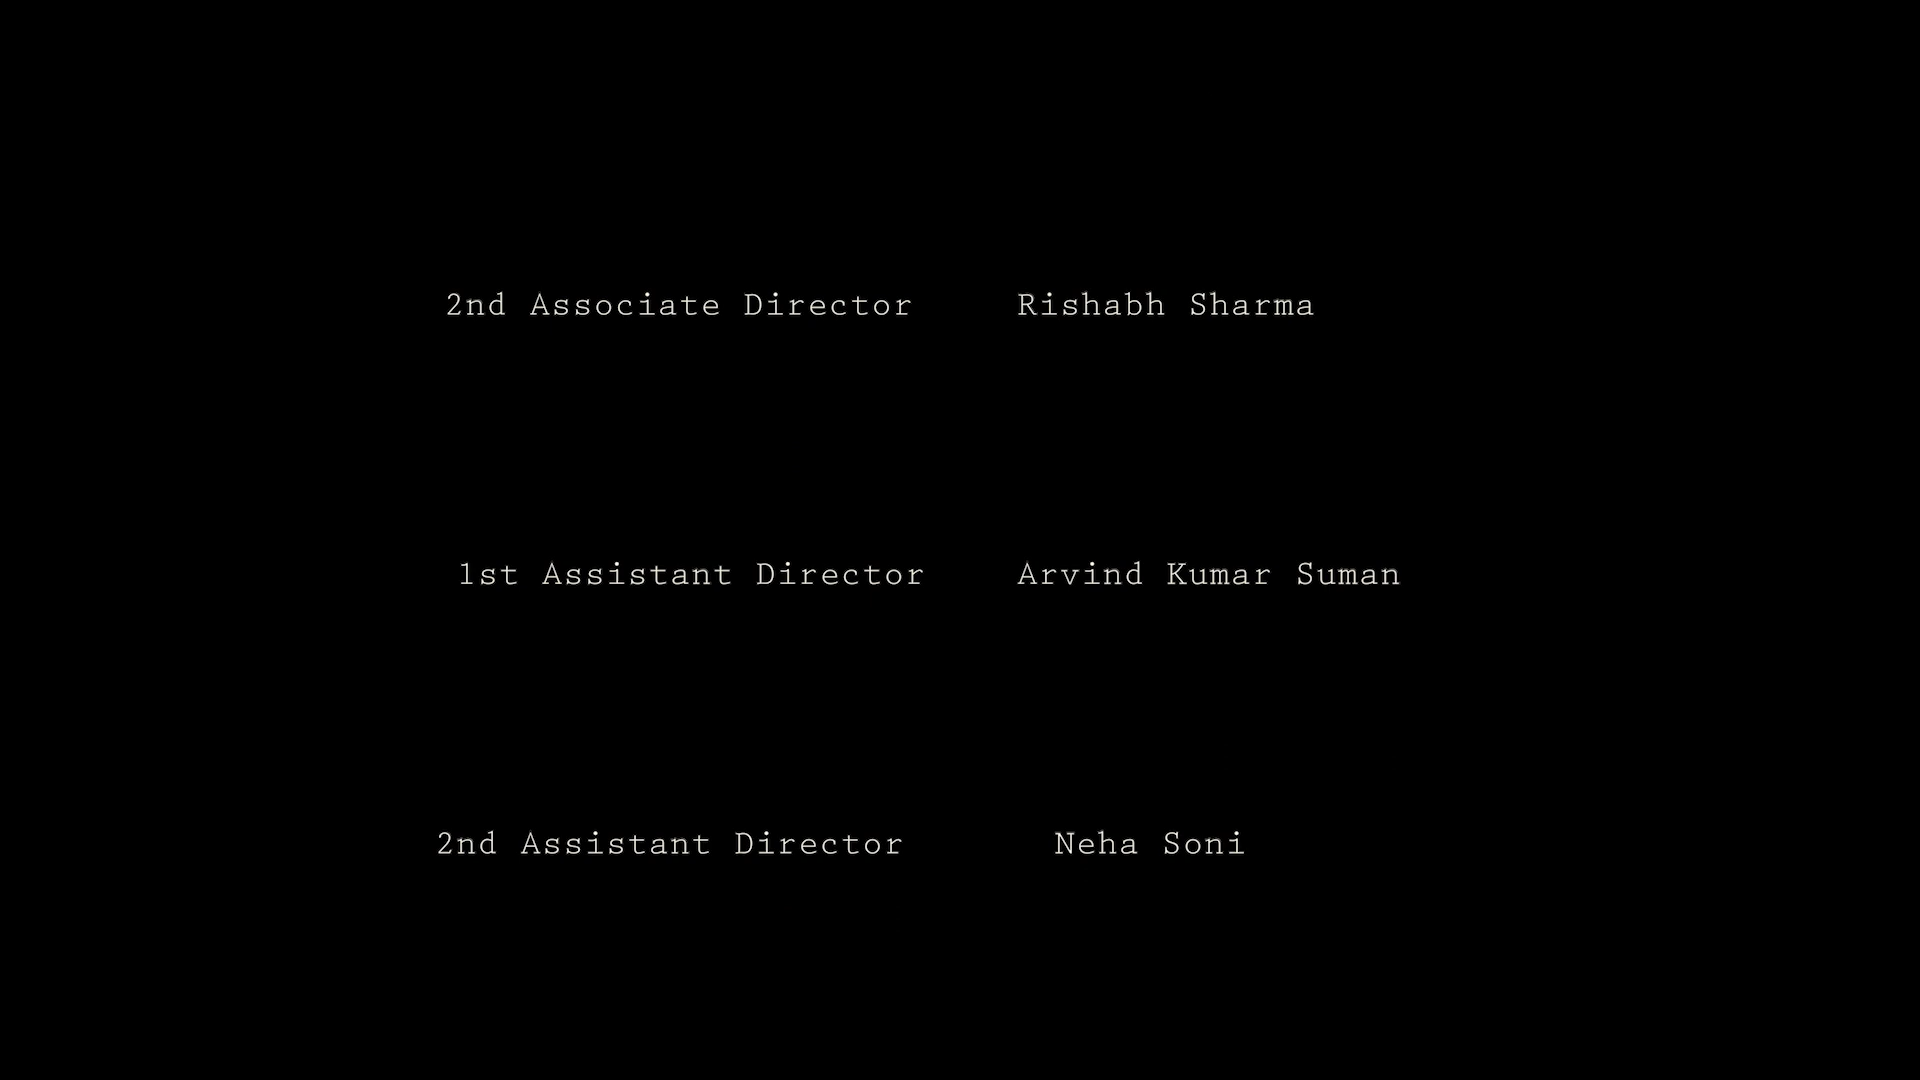 2nd Associate Director Rishabh Sharma
1st Assistant Director Arvind Kumar Suman
2nd Assistant Director Neha Soni